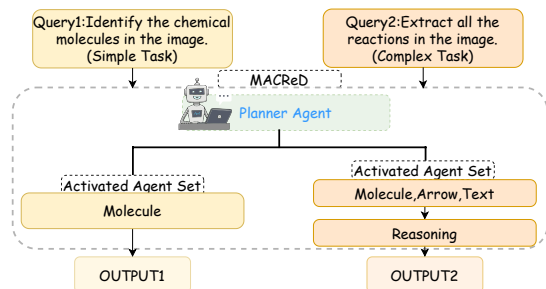 Query1:Identify the chemical
molecules in the image.
(Simple Task)
Query2:Extract all the
reactions in the image.
(Complex Task)
MACReD
...
Planner Agent
Activated Agent Set
Molecule
Activated Agent Set
Molecule,Arrow,Text
Reasoning
OUTPUT1
OUTPUT2